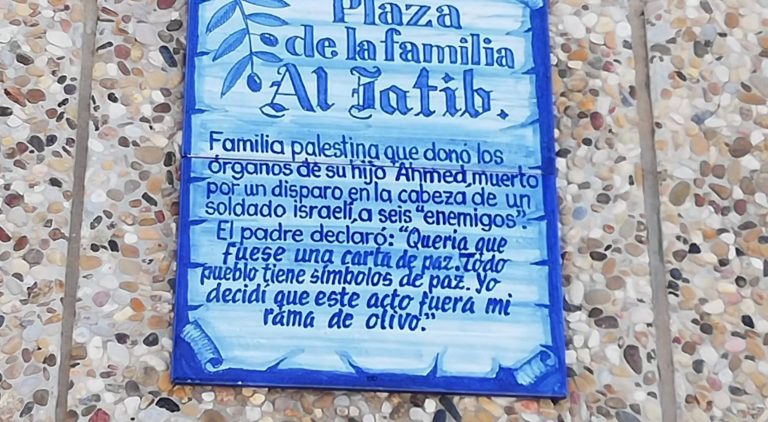 Plaza
de la familia
Al Jatib.
Familia palestina que donó los
órganos de su hijo Ahmed, muerto
por un disparo en la cabeza de un
soldado israelí, a seis "enemigos".
El padre declaró: "Queria que
fuese una carta de paz. Todo
pueblo tiene símbolos de paz. Yo
decidí que este acto fuera mi
rama de olivo."